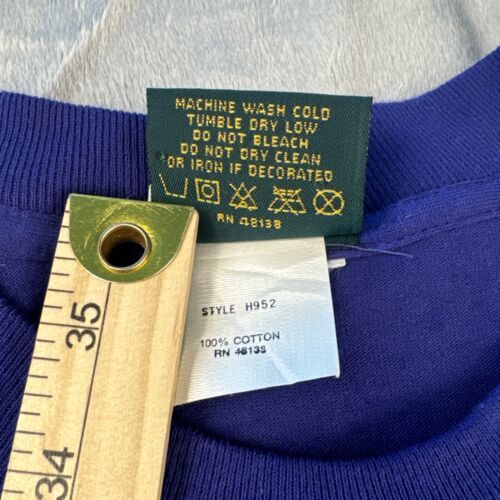 MACHINE WASH COLD
TUMBLE DRY LOW
DO NOT BLEACH
DO NOT DRY CLEAN
OR IRON IF DECORATED
RN 48138
STYLE H952
100% COTTON
RN 48138
35
34